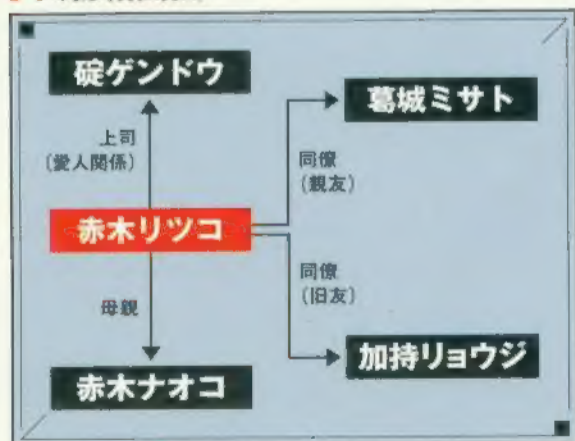 碇ゲンドウ
葛城ミサト
上司
(愛人関係)
同僚
(親友)
赤木リツコ
母親
同僚
(旧友)
赤木ナオコ
加持リョウジ